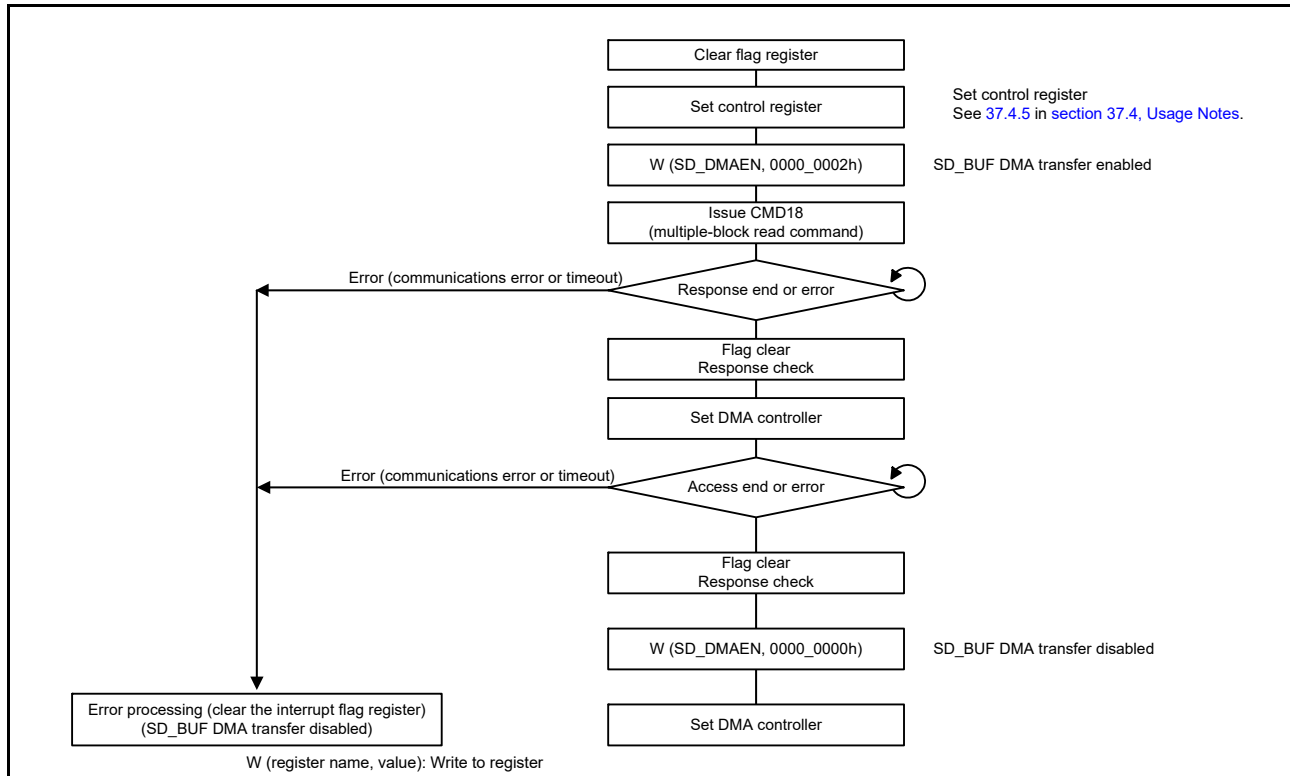 Clear flag register
Set control register
Set control register
See 37.4.5 in section 37.4, Usage Notes.
W (SD_DMAEN, 0000_0002h)
SD_BUF DMA transfer enabled
Issue CMD18
(multiple-block read command)
Error (communications error or timeout)
Response end or error
Flag clear
Response check
Set DMA controller
Error (communications error or timeout)
Access end or error
Flag clear
Response check
W (SD_DMAEN, 0000_0000h)
SD_BUF DMA transfer disabled
Error processing (clear the interrupt flag register)
(SD_BUF DMA transfer disabled)
Set DMA controller
W (register name, value): Write to register